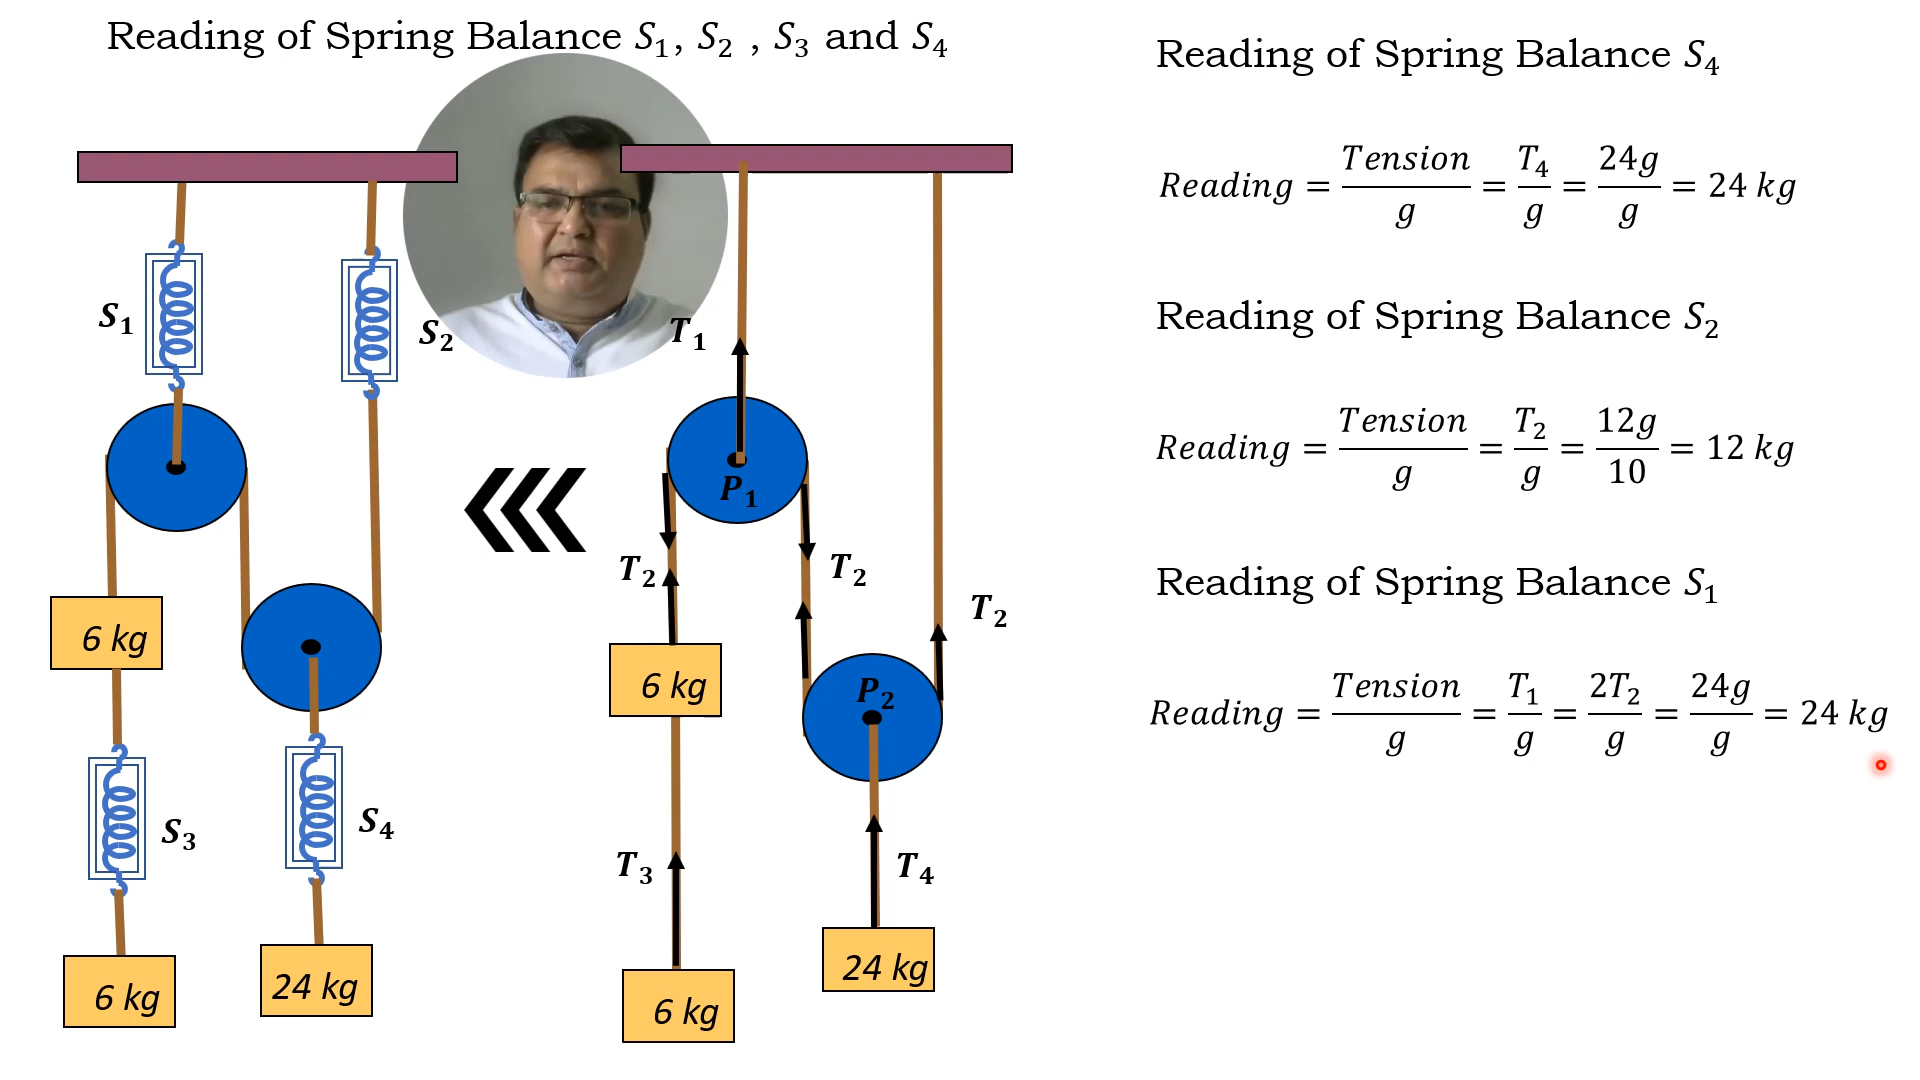 Reading of Spring Balance S₁, S₂ , S₃ and S₄
S₁
S₂
6 kg
S₃
S₄
6 kg
24 kg
T₁
P₁
T₂
T₂
T₂
6 kg
P₂
T₃
T₄
24 kg
6 kg
Reading of Spring Balance S₄
Reading = Tension/g = T₄/g = 24g/g = 24 kg
Reading of Spring Balance S₂
Reading = Tension/g = T₂/g = 12g/10 = 12 kg
Reading of Spring Balance S₁
Reading = Tension/g = T₁/g = 2T₂/g = 24g/g = 24 kg